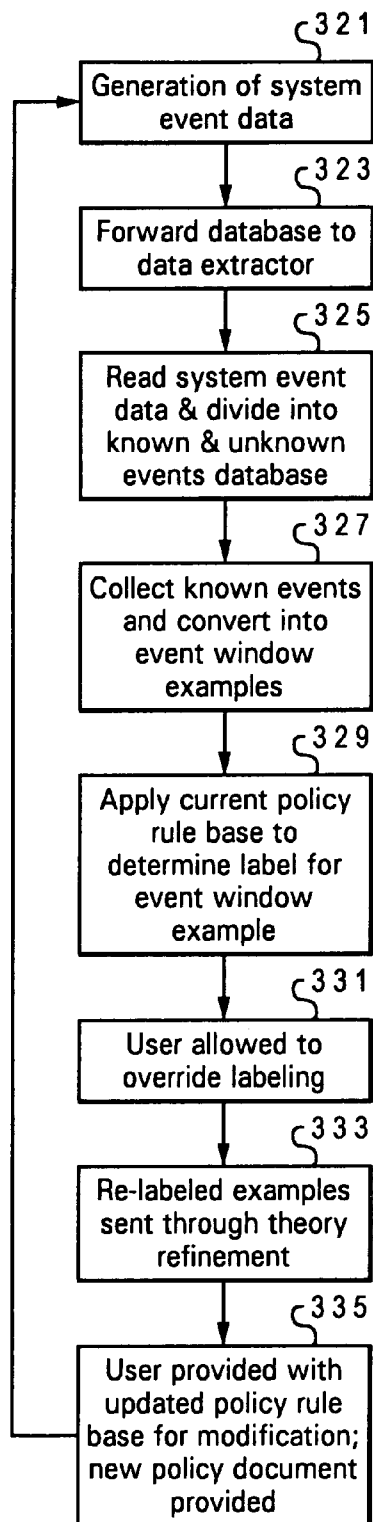 321
Generation of system
event data
323
Forward database to
data extractor
325
Read system event
data & divide into
known & unknown
events database
327
Collect known events
and convert into
event window
examples
329
Apply current policy
rule base to
determine label for
event window
example
331
User allowed to
override labeling
333
Re-labeled examples
sent through theory
refinement
335
User provided with
updated policy rule
base for modification;
new policy document
provided